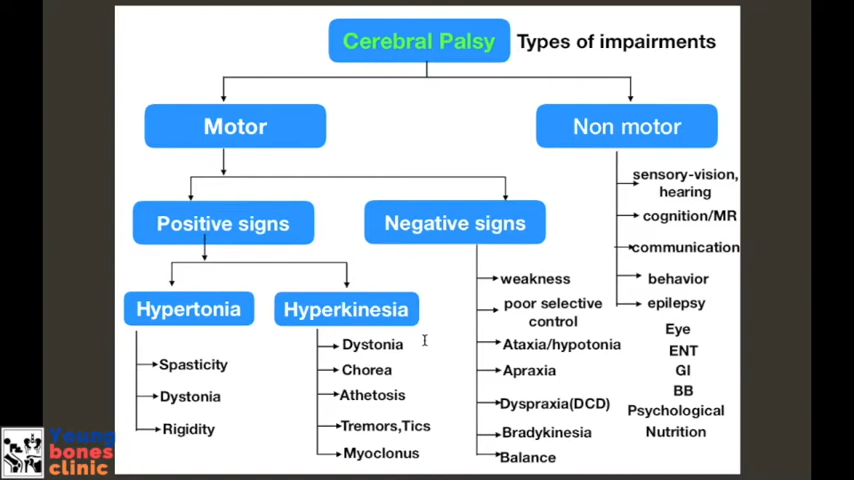 Cerebral Palsy
Types of impairments
Motor
Non motor
sensory-vision,
hearing
cognition/MR
communication
behavior
epilepsy
Eye
ENT
GI
BB
Psychological
Nutrition
Positive signs
Negative signs
Hypertonia
Hyperkinesia
Spasticity
Dystonia
Rigidity
Dystonia
Chorea
Athetosis
Tremors,Tics
Myoclonus
weakness
poor selective
control
Ataxia/hypotonia
Apraxia
Dyspraxia(DCD)
Bradykinesia
Balance
Young
bones
clinic